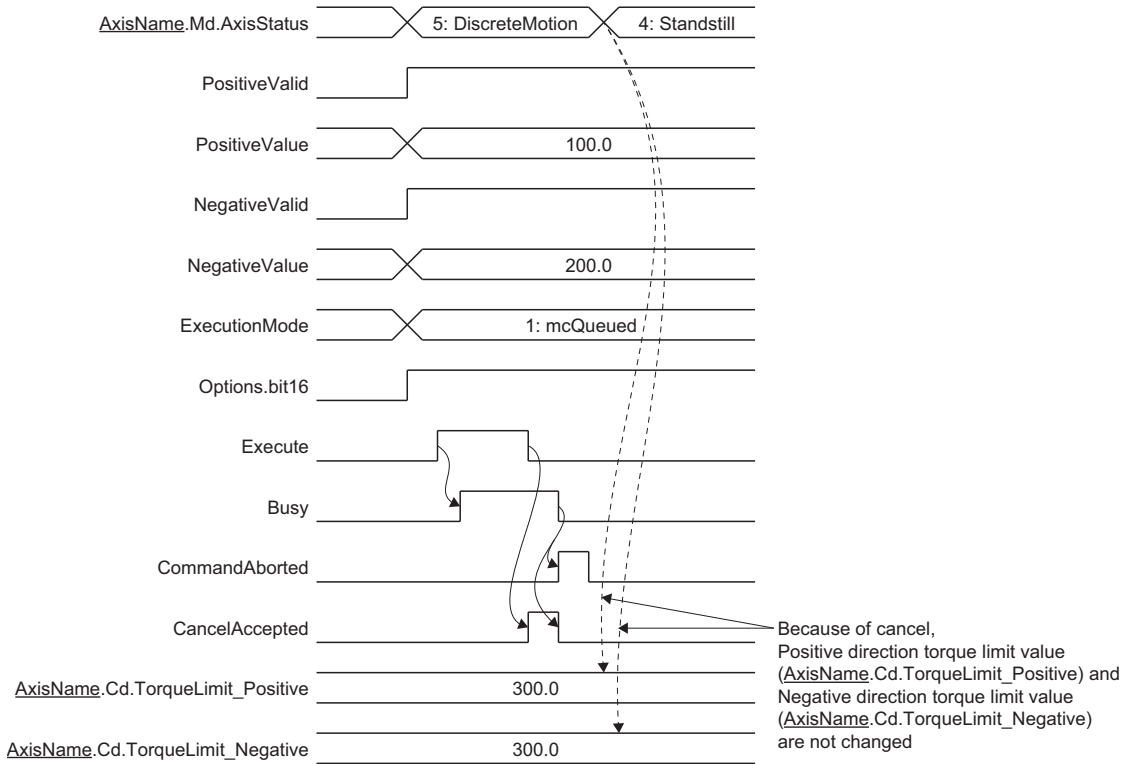 AxisName.Md.AxisStatus
5: DiscreteMotion
4: Standstill
PositiveValid
PositiveValue
100.0
NegativeValid
NegativeValue
200.0
ExecutionMode
1: mcQueued
Options.bit16
Execute
Busy
CommandAborted
CancelAccepted
Because of cancel,
Positive direction torque limit value
(AxisName.Cd.TorqueLimit_Positive) and
Negative direction torque limit value
(AxisName.Cd.TorqueLimit_Negative)
are not changed
AxisName.Cd.TorqueLimit_Positive
300.0
AxisName.Cd.TorqueLimit_Negative
300.0